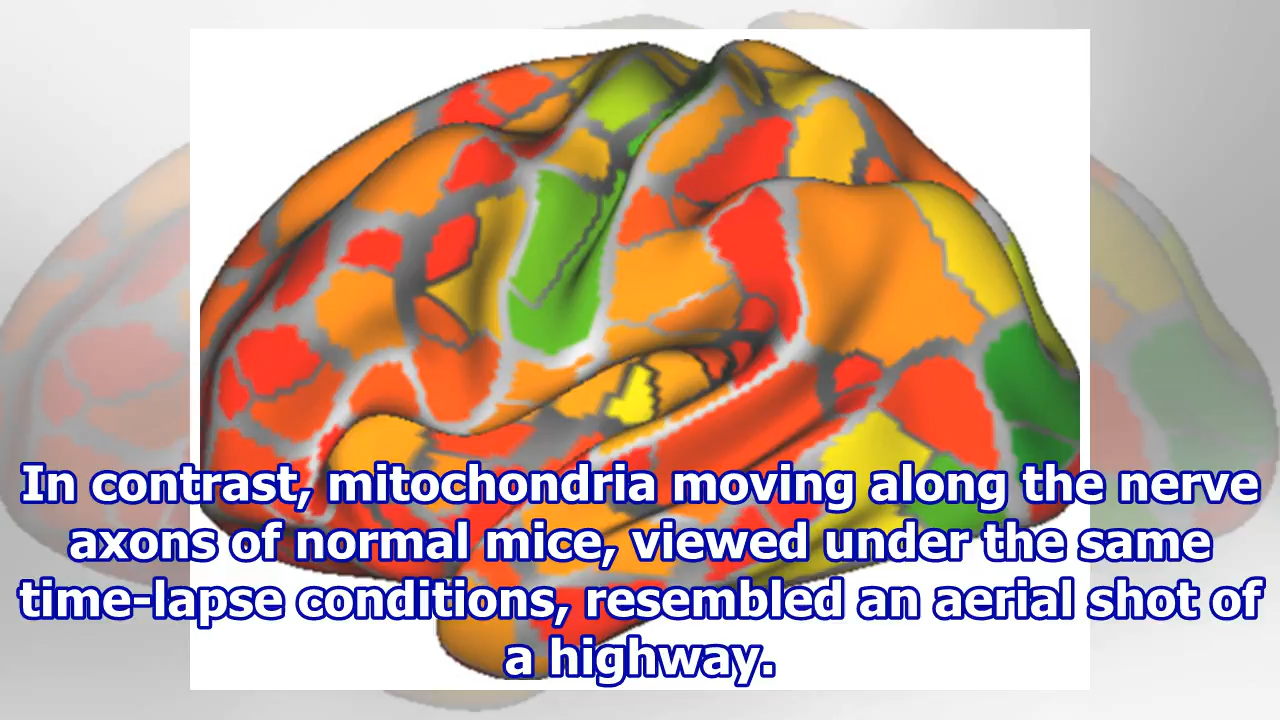 In contrast, mitochondria moving along the nerve
axons of normal mice, viewed under the same
time-lapse conditions, resembled an aerial shot of
a highway.